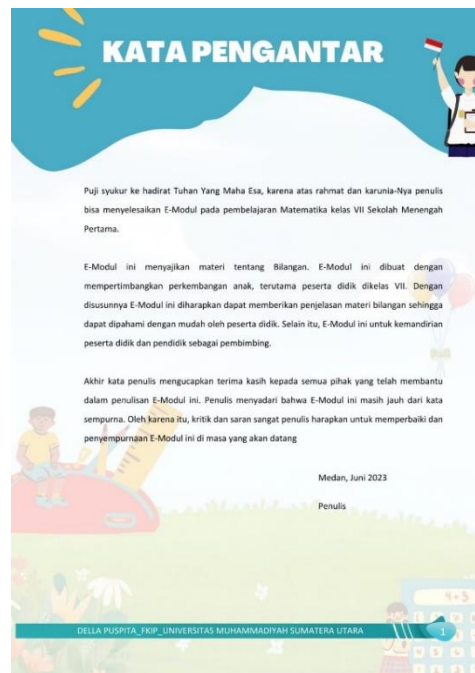 KATA PENGANTAR
Puji syukur ke hadirat Tuhan Yang Maha Esa, karena atas rahmat dan karunia-Nya penulis
bisa menyelesaikan E-Modul pada pembelajaran Matematika kelas VII Sekolah Menengah
Pertama.
E-Modul ini menyajikan materi tentang Bilangan. E-Modul ini dibuat dengan
mempertimbangkan perkembangan anak, terutama peserta didik dikelas VII. Dengan
disusunnya E-Modul ini diharapkan dapat memberikan penjelasan materi bilangan sehingga
dapat dipahami dengan mudah oleh peserta didik. Selain itu, E-Modul ini untuk kemandirian
peserta didik dan pendidik sebagai pembimbing.
Akhir kata penulis mengucapkan terima kasih kepada semua pihak yang telah membantu
dalam penulisan E-Modul ini. Penulis menyadari bahwa E-Modul ini masih jauh dari kata
sempurna. Oleh karena itu, kritik dan saran sangat penulis harapkan untuk memperbaiki dan
penyempurnaan E-Modul ini di masa yang akan datang
Medan, Juni 2023
Penulis
4+3
DELLA PUSPITA_FKIP_UNIVERSITAS MUHAMMADIYAH SUMATERA UTARA 1